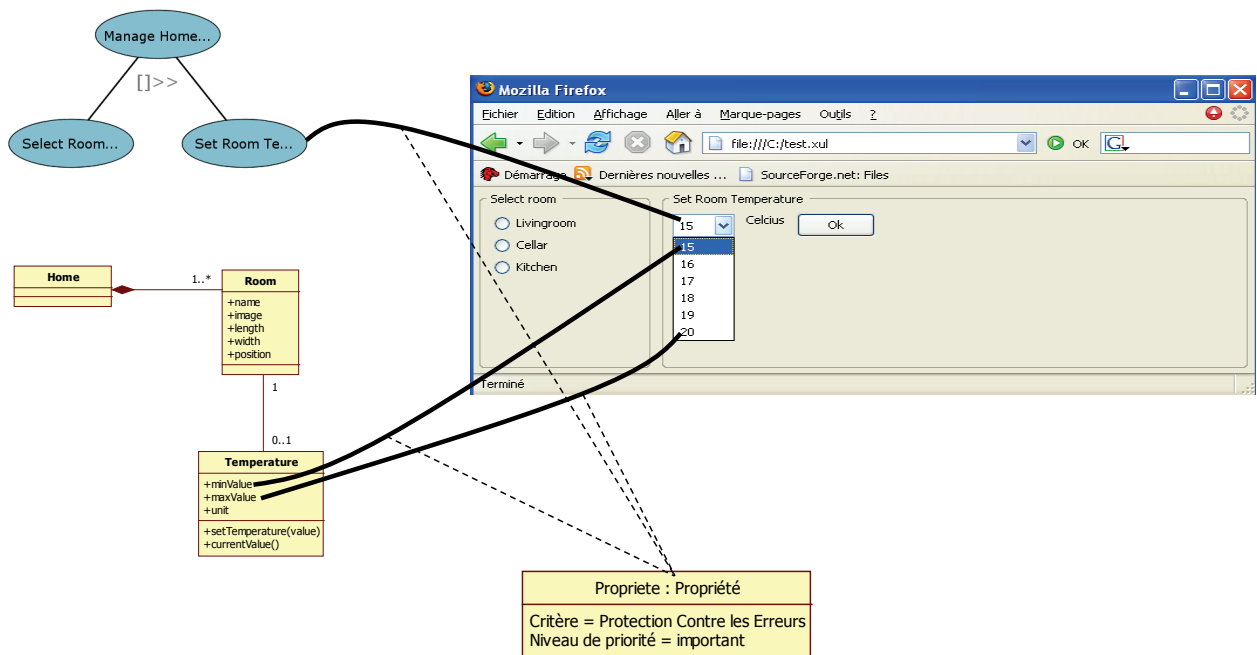 Manage Home...
[]>>
Select Room...
Set Room Te...
Mozilla Firefox
Fichier Edition Affichage Aller à Marque-pages Outils ?
file:///C:/test.xul
OK
G
Démarrage Dernières nouvelles ... SourceForge.net: Files
Select room
Livingroom
Cellar
Kitchen
Set Room Temperature
15
Celcius
Ok
15
16
17
18
19
20
Terminé
Home
1..*
Room
+name
+image
+length
+width
+position
1
0..1
Temperature
+minValue
+maxValue
+unit
+setTemperature(value)
+currentValue()
Propriete : Propriété
Critère = Protection Contre les Erreurs
Niveau de priorité = important